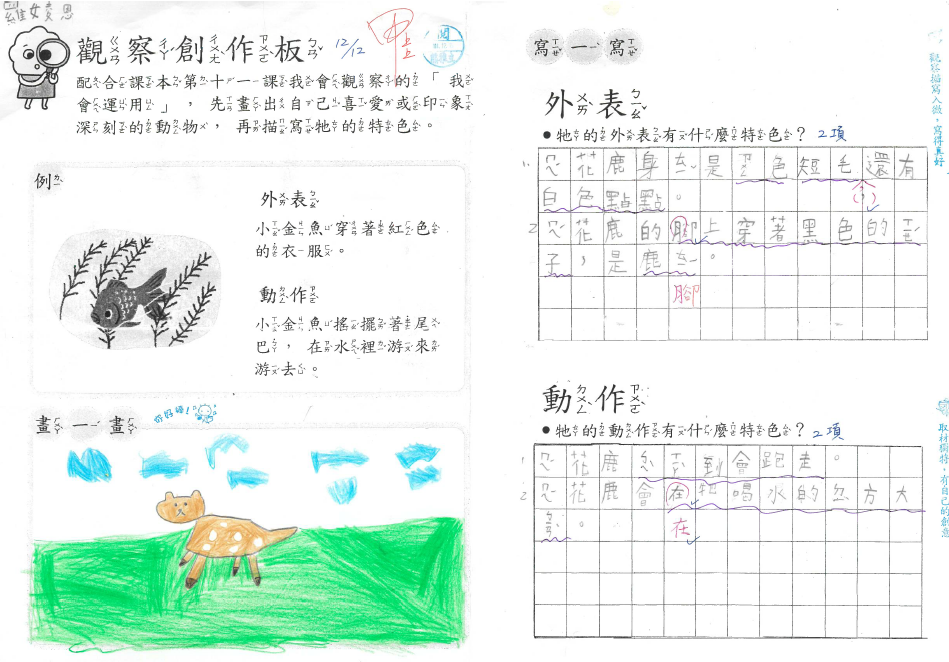 羅
觀察創作板
12/12
甲上
配合課本第十一課我會觀察的「我
會運用」，先畫出自己喜愛或印象
深刻的動物，再描寫牠的特色。
例
外表
小金魚穿著紅色
的衣服。
動作
小金魚搖擺著尾
巴，在水裡游來
游去。
畫一畫
你好棒！
寫一寫
外表
●牠的外表有什麼特色？2項
1. ㄇㄟˊ花鹿身ㄊㄧˇ是ㄗㄨㄥ色短毛還有
白色點點。
2 ㄇㄟˊ花鹿的腳上穿著黑色的ㄒㄧㄝˊ
子，是鹿ㄊㄧˊ。
腳
觀察描寫入微，寫得真好
動作
●牠的動作有什麼特色？2項
1. ㄇㄟˊ花鹿ㄎㄢˋ到會跑走。
2 ㄇㄟˊ花鹿會在喝水的ㄉㄧˋ方大
在
取材獨特，有自己的創意